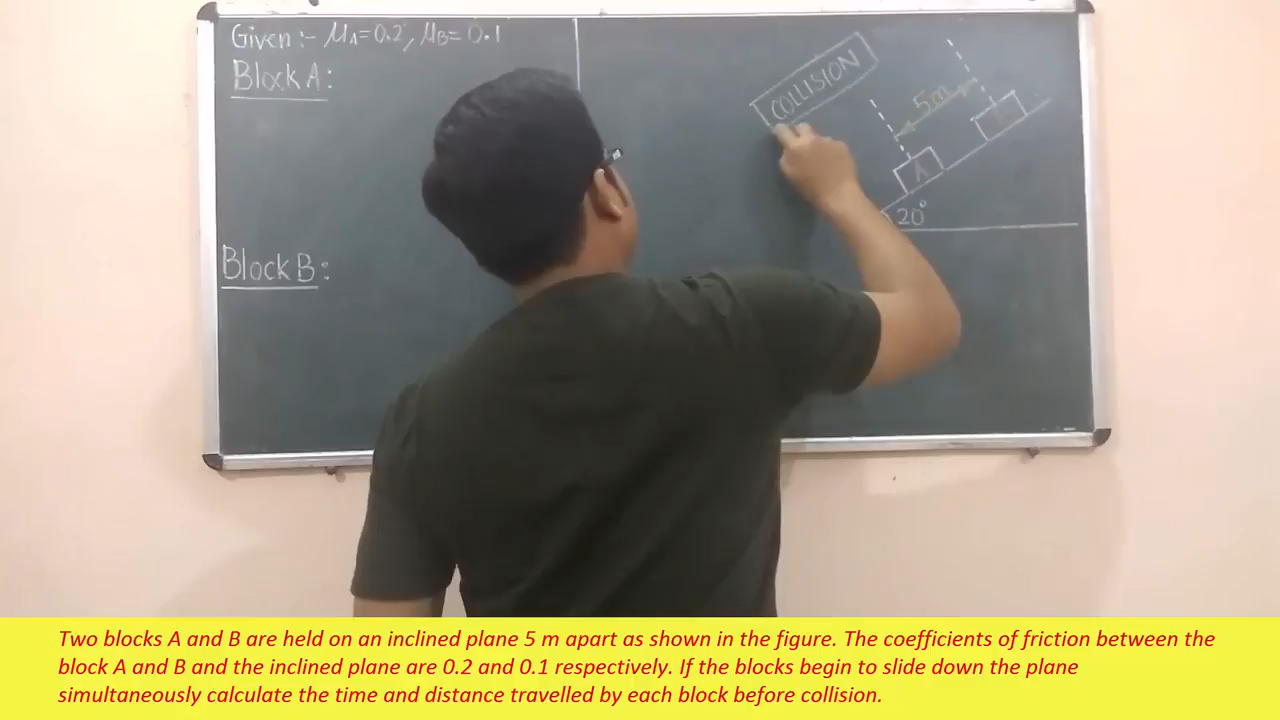 Given :- μA=0.2, μB=0.1
Block A:
Block B:
COLLISION
5m
A
20°
Two blocks A and B are held on an inclined plane 5 m apart as shown in the figure. The coefficients of friction between the
block A and B and the inclined plane are 0.2 and 0.1 respectively. If the blocks begin to slide down the plane
simultaneously calculate the time and distance travelled by each block before collision.